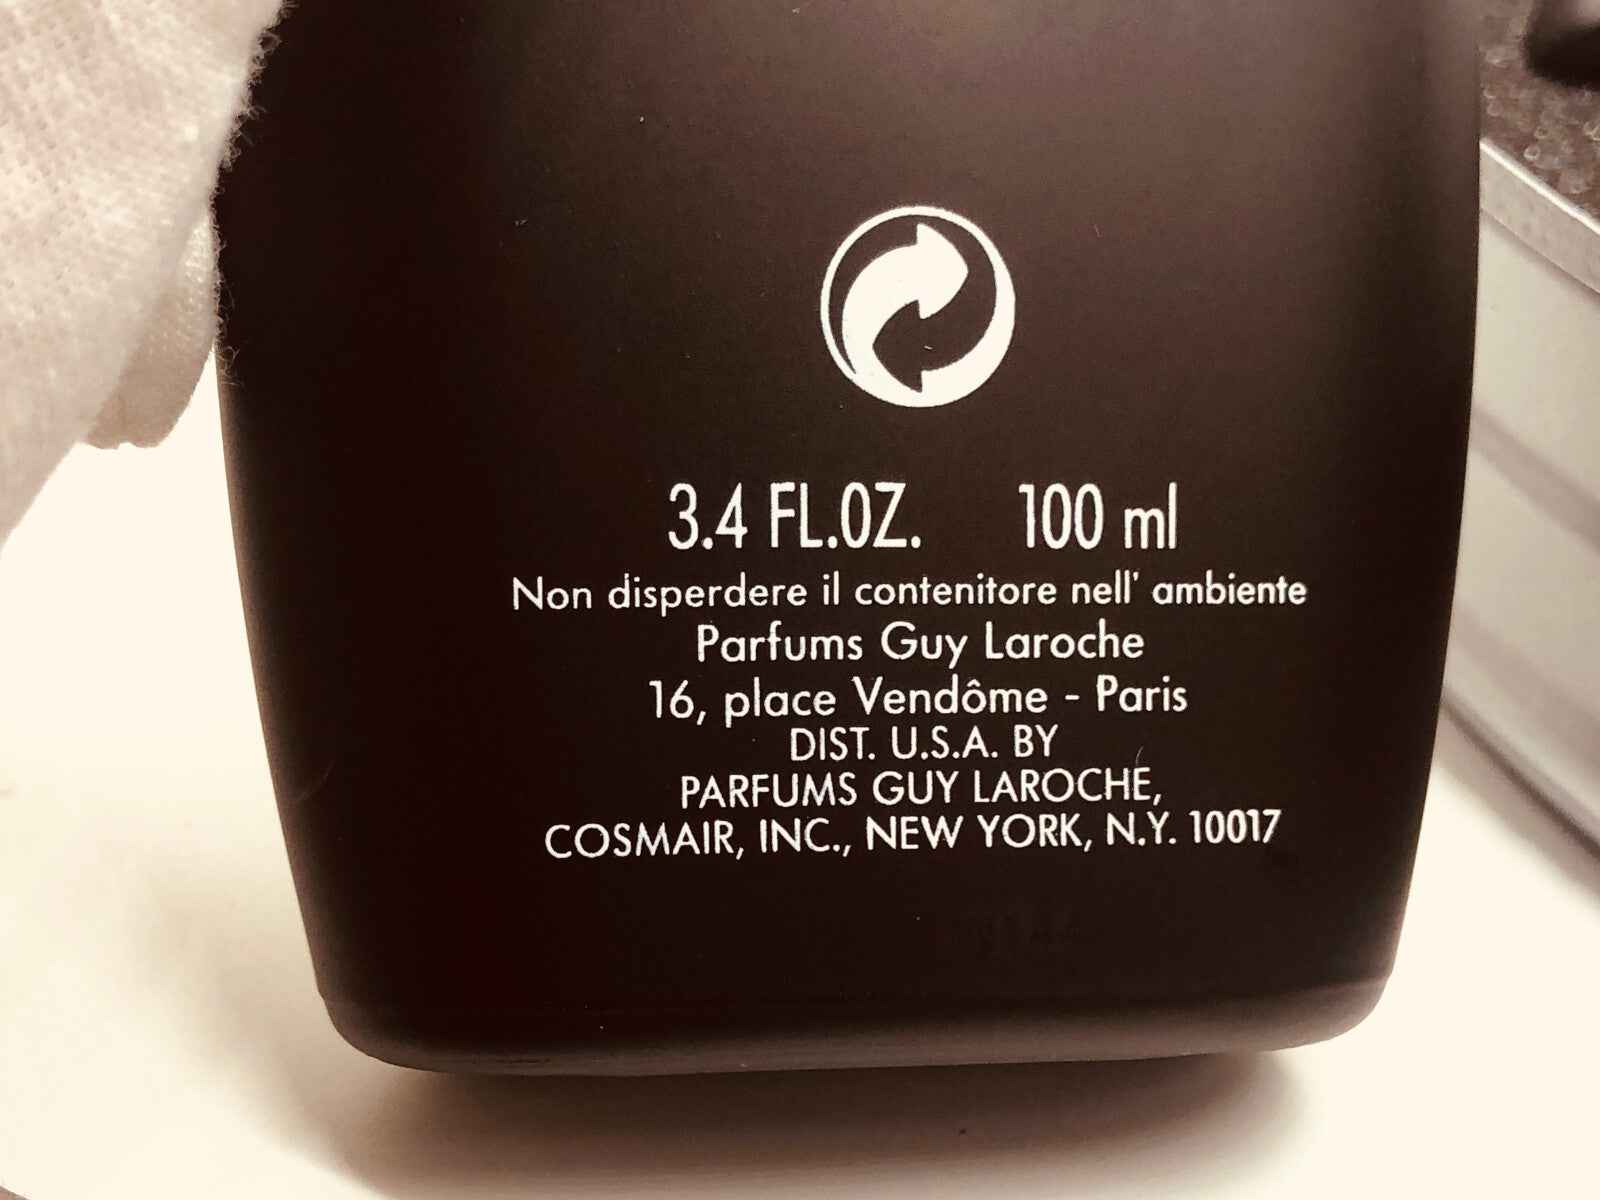 3.4 FL.OZ. 100 ml
Non disperdere il contenitore nell' ambiente
Parfums Guy Laroche
16, place Vendôme - Paris
DIST. U.S.A. BY
PARFUMS GUY LAROCHE,
COSMAIR, INC., NEW YORK, N.Y. 10017